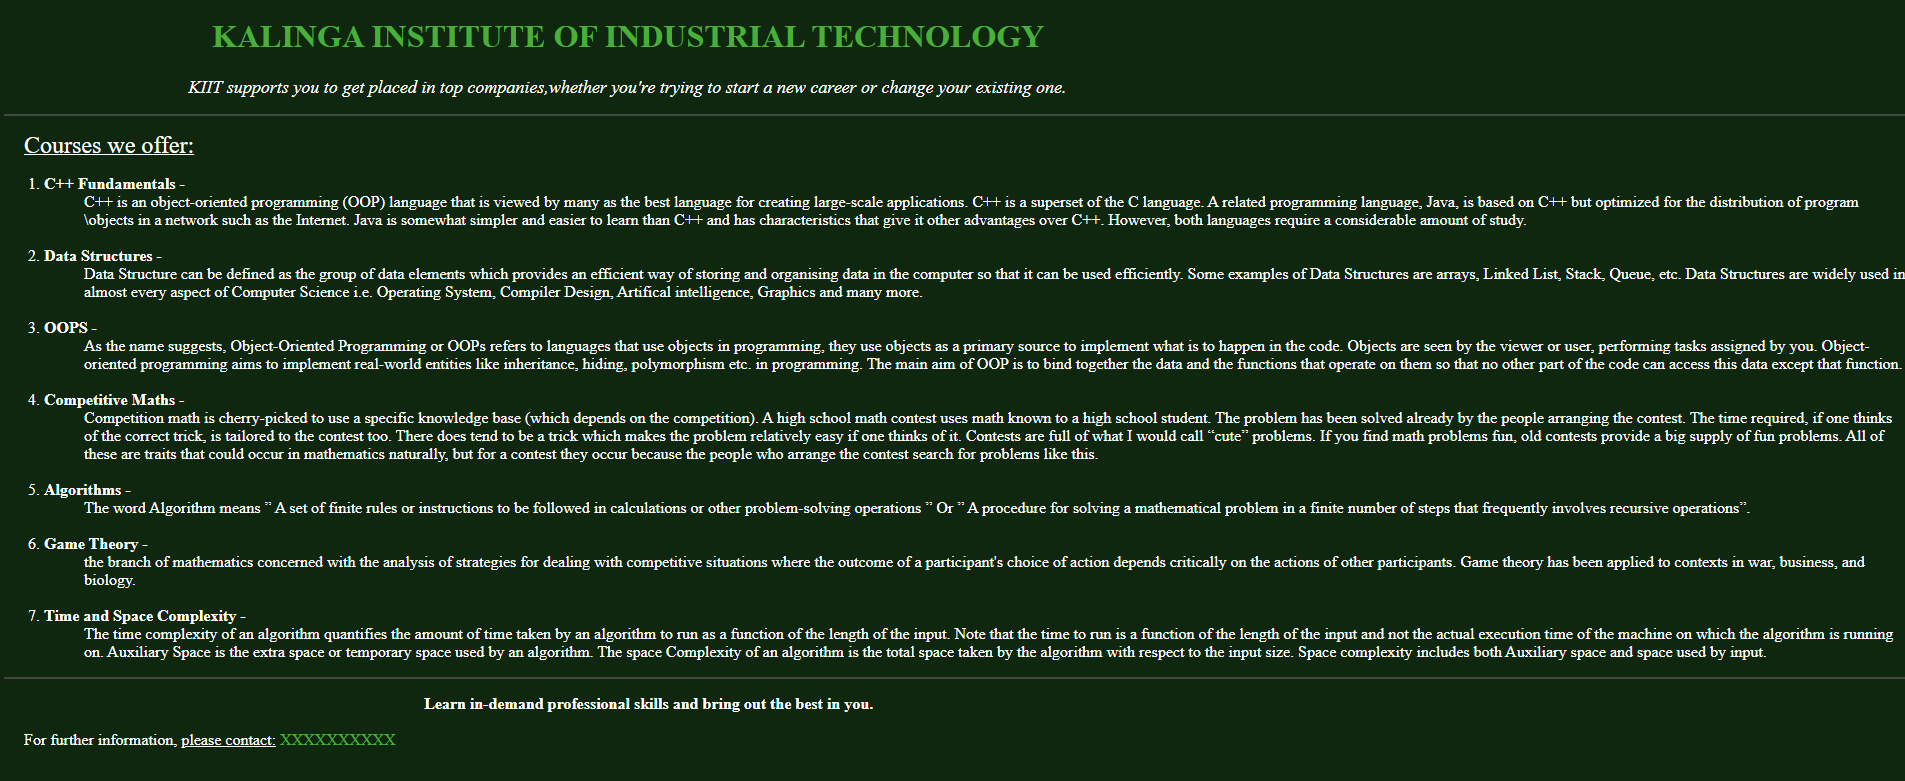 KALINGA INSTITUTE OF INDUSTRIAL TECHNOLOGY
KIIT supports you to get placed in top companies,whether you're trying to start a new career or change your existing one.
Courses we offer:
1. C++ Fundamentals -
C++ is an object-oriented programming (OOP) language that is viewed by many as the best language for creating large-scale applications. C++ is a superset of the C language. A related programming language, Java, is based on C++ but optimized for the distribution of program
\objects in a network such as the Internet. Java is somewhat simpler and easier to learn than C++ and has characteristics that give it other advantages over C++. However, both languages require a considerable amount of study.
2. Data Structures -
Data Structure can be defined as the group of data elements which provides an efficient way of storing and organising data in the computer so that it can be used efficiently. Some examples of Data Structures are arrays, Linked List, Stack, Queue, etc. Data Structures are widely used in
almost every aspect of Computer Science i.e. Operating System, Compiler Design, Artifical intelligence, Graphics and many more.
3. OOPS -
As the name suggests, Object-Oriented Programming or OOPs refers to languages that use objects in programming, they use objects as a primary source to implement what is to happen in the code. Objects are seen by the viewer or user, performing tasks assigned by you. Object-
oriented programming aims to implement real-world entities like inheritance, hiding, polymorphism etc. in programming. The main aim of OOP is to bind together the data and the functions that operate on them so that no other part of the code can access this data except that function.
4. Competitive Maths -
Competition math is cherry-picked to use a specific knowledge base (which depends on the competition). A high school math contest uses math known to a high school student. The problem has been solved already by the people arranging the contest. The time required, if one thinks
of the correct trick, is tailored to the contest too. There does tend to be a trick which makes the problem relatively easy if one thinks of it. Contests are full of what I would call “cute” problems. If you find math problems fun, old contests provide a big supply of fun problems. All of
these are traits that could occur in mathematics naturally, but for a contest they occur because the people who arrange the contest search for problems like this.
5. Algorithms -
The word Algorithm means ” A set of finite rules or instructions to be followed in calculations or other problem-solving operations ” Or ” A procedure for solving a mathematical problem in a finite number of steps that frequently involves recursive operations”.
6. Game Theory -
the branch of mathematics concerned with the analysis of strategies for dealing with competitive situations where the outcome of a participant's choice of action depends critically on the actions of other participants. Game theory has been applied to contexts in war, business, and
biology.
7. Time and Space Complexity -
The time complexity of an algorithm quantifies the amount of time taken by an algorithm to run as a function of the length of the input. Note that the time to run is a function of the length of the input and not the actual execution time of the machine on which the algorithm is running
on. Auxiliary Space is the extra space or temporary space used by an algorithm. The space Complexity of an algorithm is the total space taken by the algorithm with respect to the input size. Space complexity includes both Auxiliary space and space used by input.
Learn in-demand professional skills and bring out the best in you.
For further information, please contact: XXXXXXXXXX